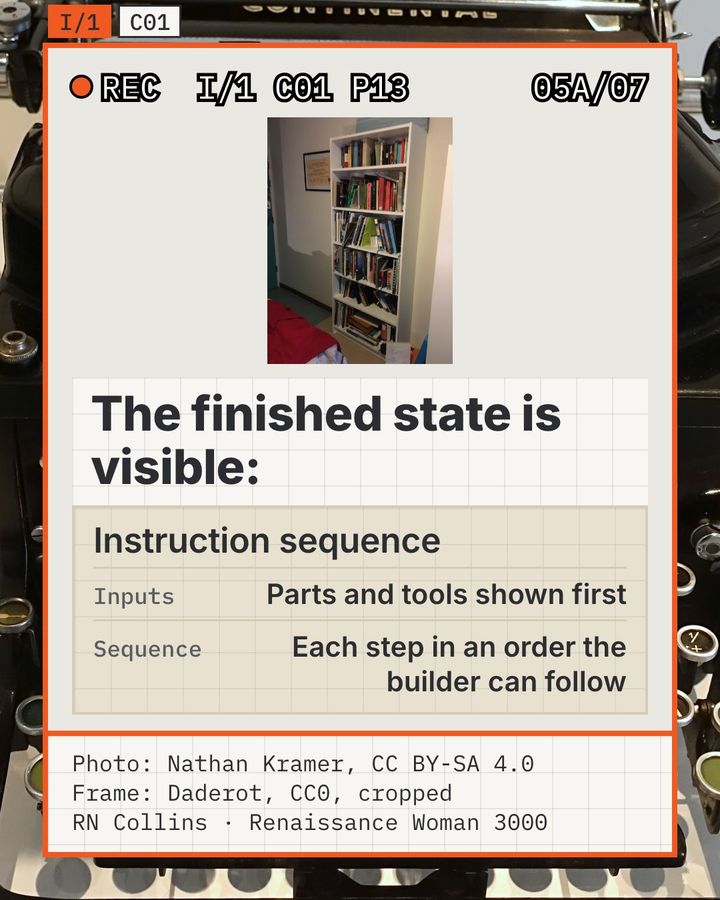 CONTINENTAL
I/1 C01
REC I/1 C01 P13 05A/07
The finished state is
visible:
Instruction sequence
Inputs Parts and tools shown first
Sequence Each step in an order the
builder can follow
Photo: Nathan Kramer, CC BY-SA 4.0
Frame: Daderot, CC0, cropped
RN Collins · Renaissance Woman 3000